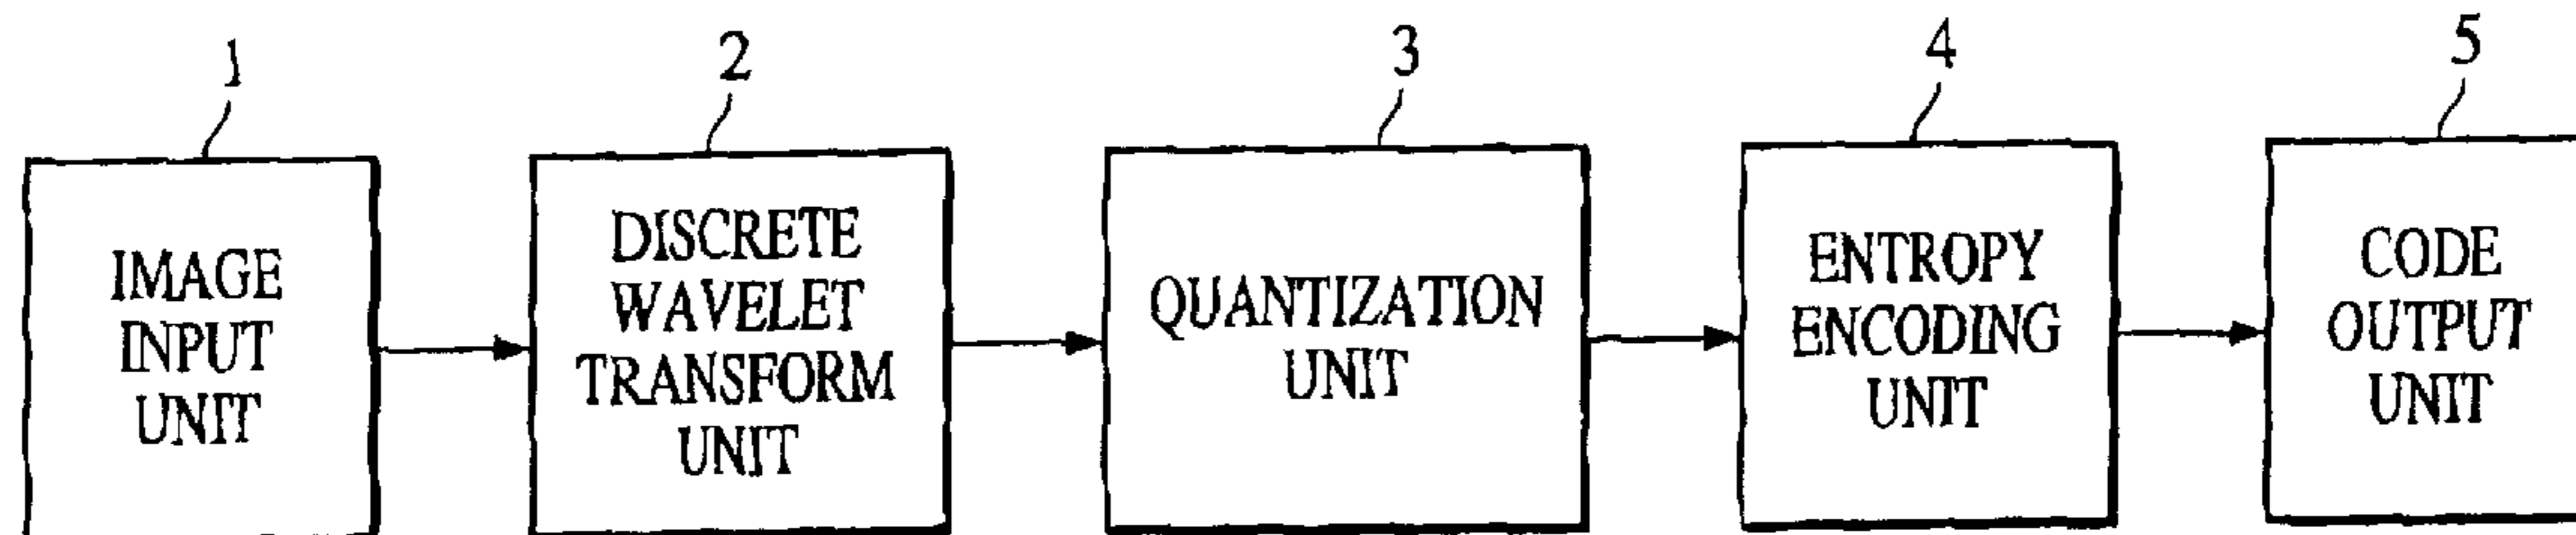 1
2
3
4
5
IMAGE
INPUT
UNIT
DISCRETE
WAVELET
TRANSFORM
UNIT
QUANTIZATION
UNIT
ENTROPY
ENCODING
UNIT
CODE
OUTPUT
UNIT